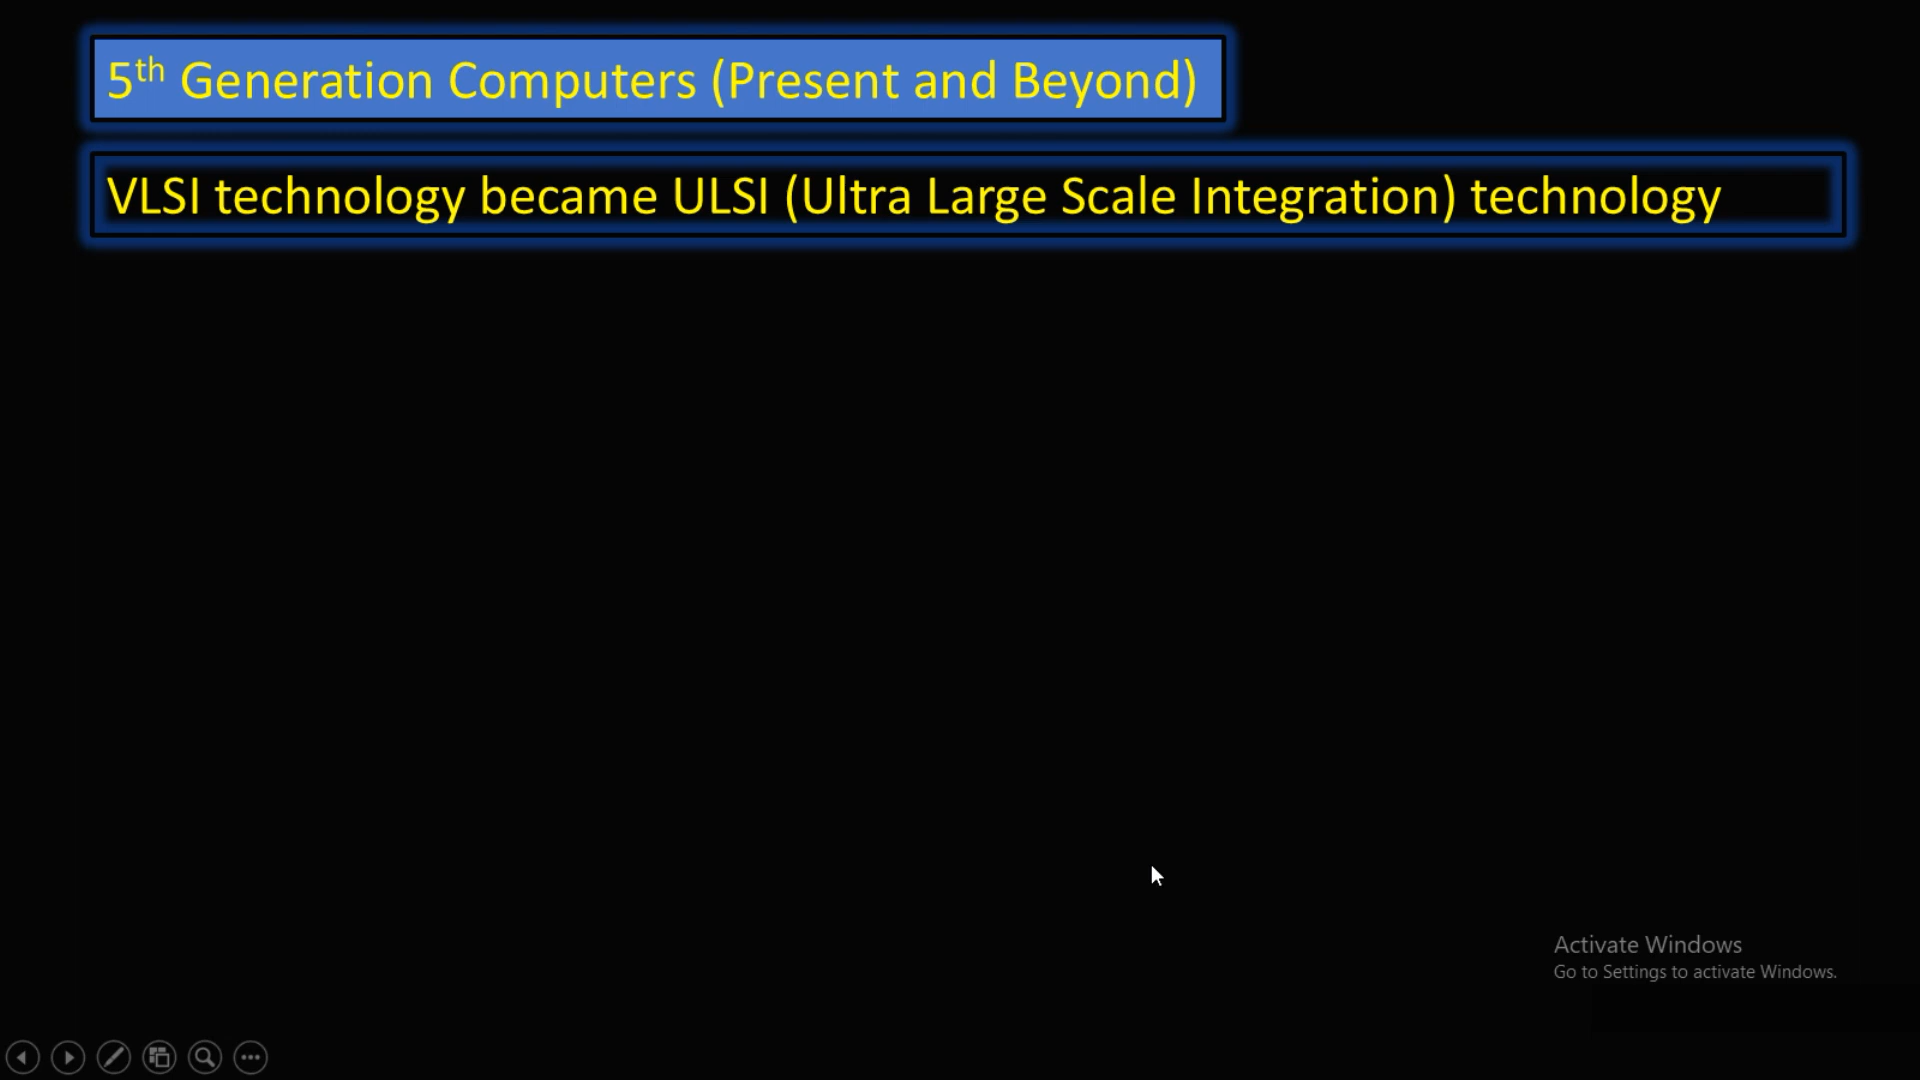 5th Generation Computers (Present and Beyond)
VLSI technology became ULSI (Ultra Large Scale Integration) technology
Activate Windows
Go to Settings to activate Windows.